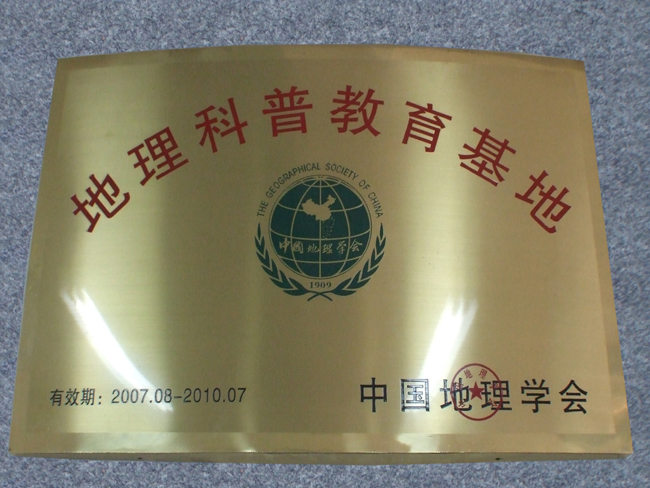 地理科普教育基地
THE GEOGRAPHICAL SOCIETY OF CHINA
中国地理学会
1909
有效期：2007.08-2010.07
中国地理学会